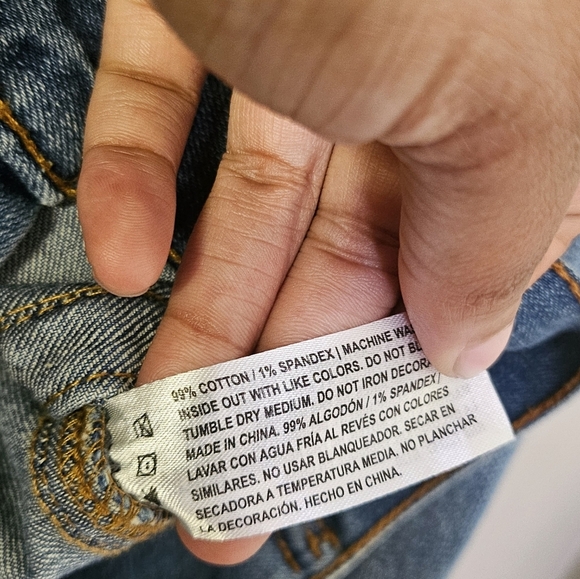 99% COTTON / 1% SPANDEX | MACHINE
INSIDE OUT WITH LIKE COLORS. DO NOT
TUMBLE DRY MEDIUM. DO NOT IRON
MADE IN CHINA. 99% ALGODÓN / 1% SPANDEX /
LAVAR CON AGUA FRÍA AL REVÉS CON COLORES
SIMILARES. NO USAR BLANQUEADOR. SECAR EN
SECADORA A TEMPERATURA MEDIA. NO PLANCHAR
LA DECORACIÓN. HECHO EN CHINA.